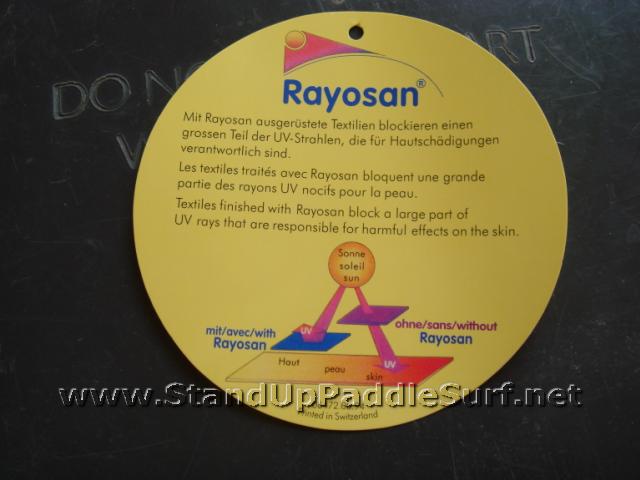 DO NO
ART
W
Rayosan®
Mit Rayosan ausgerüstete Textilien blockieren einen
grossen Teil der UV-Strahlen, die für Hautschädigungen
verantwortlich sind.
Les textiles traités avec Rayosan bloquent une grande
partie des rayons UV nocifs pour la peau.
Textiles finished with Rayosan block a large part of
UV rays that are responsible for harmful effects on the skin.
Sonne
soleil
sun
UV
mit/avec/with
Rayosan
ohne/sans/without
Rayosan
UV
Haut
peau
skin
www.StandUpPaddleSurf.net
Printed in Switzerland